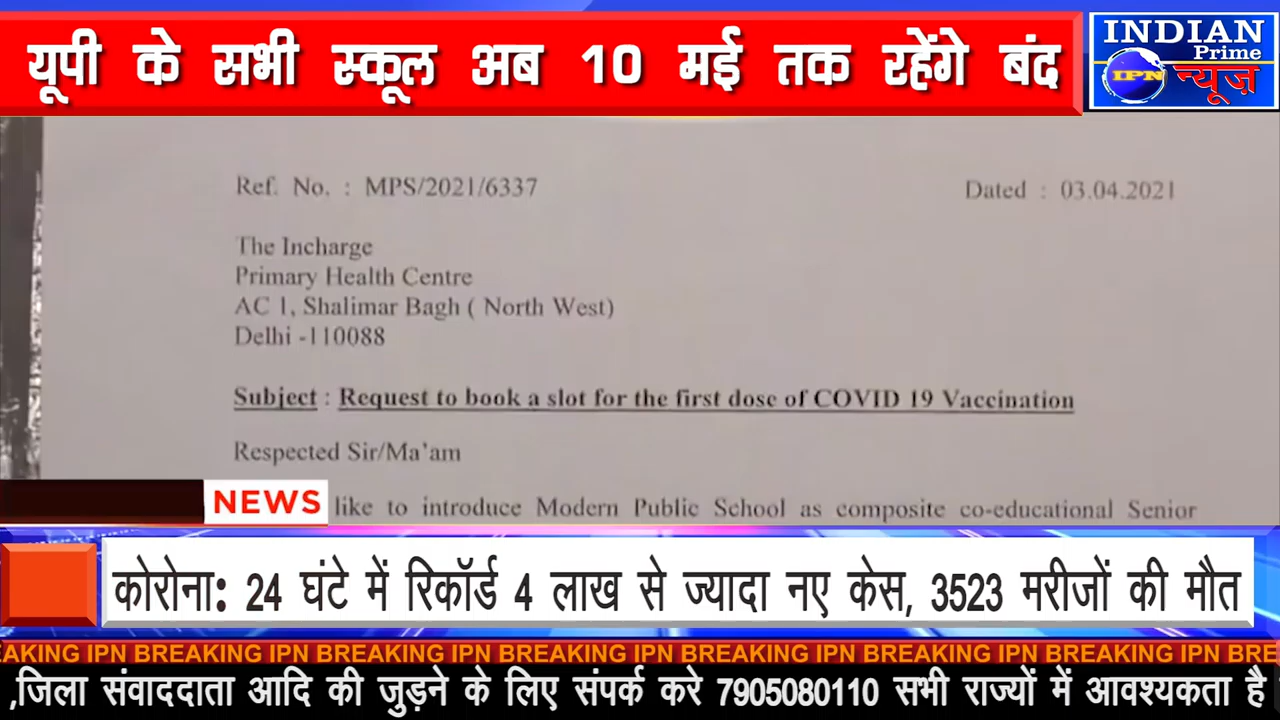 यूपी के सभी स्कूल अब 10 मई तक रहेंगे बंद
INDIAN
Prime
IPN न्यूज़
Ref. No. : MPS/2021/6337
Dated : 03.04.2021
The Incharge
Primary Health Centre
AC 1, Shalimar Bagh ( North West)
Delhi -110088
Subject : Request to book a slot for the first dose of COVID 19 Vaccination
Respected Sir/Ma'am
like to introduce Modern Public School as composite co-educational Senior
NEWS
कोरोना: 24 घंटे में रिकॉर्ड 4 लाख से ज्यादा नए केस, 3523 मरीजों की मौत
BREAKING IPN BREAKING IPN BREAKING IPN BREAKING IPN BREAKING IPN BREAKING IPN BREAKING IPN BREAKING IPN BRE
,जिला संवाददाता आदि की जुड़ने के लिए संपर्क करे 7905080110 सभी राज्यों में आवश्यकता है